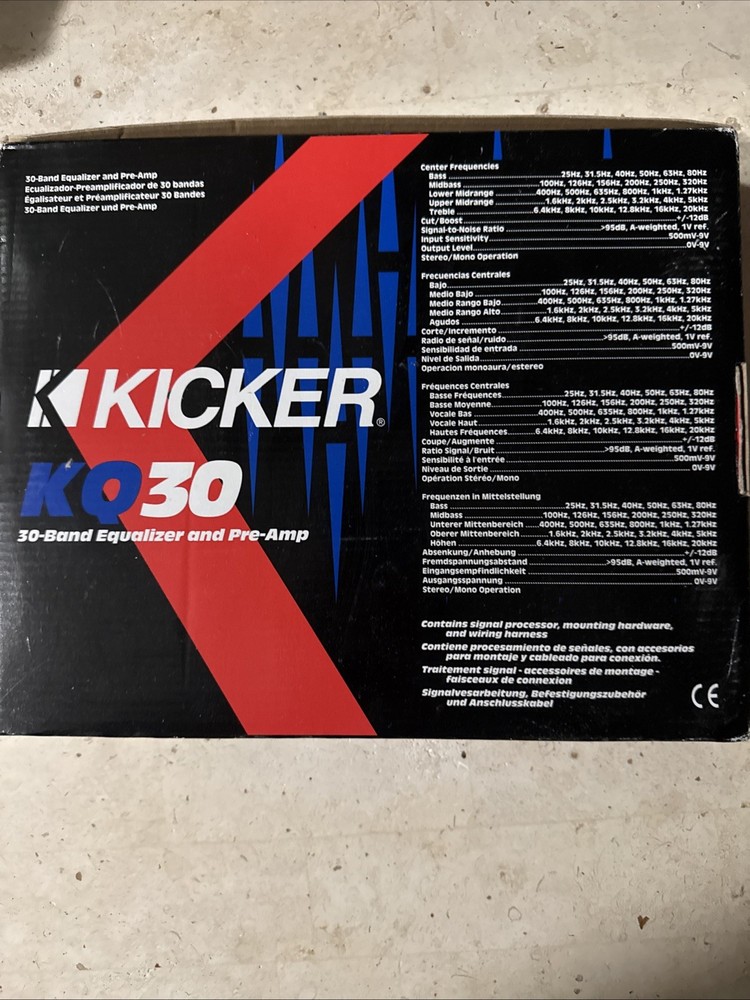 30-Band Equalizer and Pre-Amp
Ecualizador-Preamplificador de 30 bandas
Égalisateur et Préamplificateur 30 Bandes
30-Band Equalizer und Pre-Amp
KICKER®
KQ30
30-Band Equalizer and Pre-Amp
Center Frequencies
Bass ........ 25Hz, 31.5Hz, 40Hz, 50Hz, 63Hz, 80Hz
Midbass ........ 100Hz, 126Hz, 156Hz, 200Hz, 250Hz, 320Hz
Lower Midrange ........ 400Hz, 500Hz, 635Hz, 800Hz, 1kHz, 1.27kHz
Upper Midrange ........ 1.6kHz, 2kHz, 2.5kHz, 3.2kHz, 4kHz, 5kHz
Treble ........ 6.4kHz, 8kHz, 10kHz, 12.8kHz, 16kHz, 20kHz
Cut/Boost ........ +/-12dB
Signal-to-Noise Ratio ........ >95dB, A-weighted, 1V ref.
Input Sensitivity ........ 500mV-9V
Output Level ........ 0V-9V
Stereo/Mono Operation
Frecuencias Centrales
Bajo ........ 25Hz, 31.5Hz, 40Hz, 50Hz, 63Hz, 80Hz
Medio Bajo ........ 100Hz, 126Hz, 156Hz, 200Hz, 250Hz, 320Hz
Medio Rango Bajo ........ 400Hz, 500Hz, 635Hz, 800Hz, 1kHz, 1.27kHz
Medio Rango Alto ........ 1.6kHz, 2kHz, 2.5kHz, 3.2kHz, 4kHz, 5kHz
Agudos ........ 6.4kHz, 8kHz, 10kHz, 12.8kHz, 16kHz, 20kHz
Corte/Incremento ........ +/-12dB
Radio de señal/ruido ........ >95dB, A-weighted, 1V ref.
Sensibilidad de entrada ........ 500mV-9V
Nivel de Salida ........ 0V-9V
Operacion monoaura/estereo
Fréquences Centrales
Basse Fréquences ........ 25Hz, 31.5Hz, 40Hz, 50Hz, 63Hz, 80Hz
Basse Moyenne ........ 100Hz, 126Hz, 156Hz, 200Hz, 250Hz, 320Hz
Vocale Bas ........ 400Hz, 500Hz, 635Hz, 800Hz, 1kHz, 1.27kHz
Vocale Haut ........ 1.6kHz, 2kHz, 2.5kHz, 3.2kHz, 4kHz, 5kHz
Hautes Fréquences ........ 6.4kHz, 8kHz, 10kHz, 12.8kHz, 16kHz, 20kHz
Coupe/Augmente ........ +/-12dB
Ratio Signal/Bruit ........ >95dB, A-weighted, 1V ref.
Sensibilité à l'entrée ........ 500mV-9V
Niveau de Sortie ........ 0V-9V
Opération Stéréo/Mono
Frequenzen in Mittelstellung
Bass ........ 25Hz, 31.5Hz, 40Hz, 50Hz, 63Hz, 80Hz
Midbass ........ 100Hz, 126Hz, 156Hz, 200Hz, 250Hz, 320Hz
Unterer Mittenbereich ........ 400Hz, 500Hz, 635Hz, 800Hz, 1kHz, 1.27kHz
Oberer Mittenbereich ........ 1.6kHz, 2kHz, 2.5kHz, 3.2kHz, 4kHz, 5kHz
Höhen ........ 6.4kHz, 8kHz, 10kHz, 12.8kHz, 16kHz, 20kHz
Absenkung/Anhebung ........ +/-12dB
Fremdspannungsabstand ........ >95dB, A-weighted, 1V ref.
Eingangsempfindlichkeit ........ 500mV-9V
Ausgangsspannung ........ 0V-9V
Stereo/Mono Operation
Contains signal processor, mounting hardware,
and wiring harness
Contiene procesamiento de señales, con accesorios
para montaje y cableado para conexión.
Traitement signal - accessoires de montage -
faisceaux de connexion
Signalvesarbeitung, Befestigungszubehör
und Anschlusskabel
CE